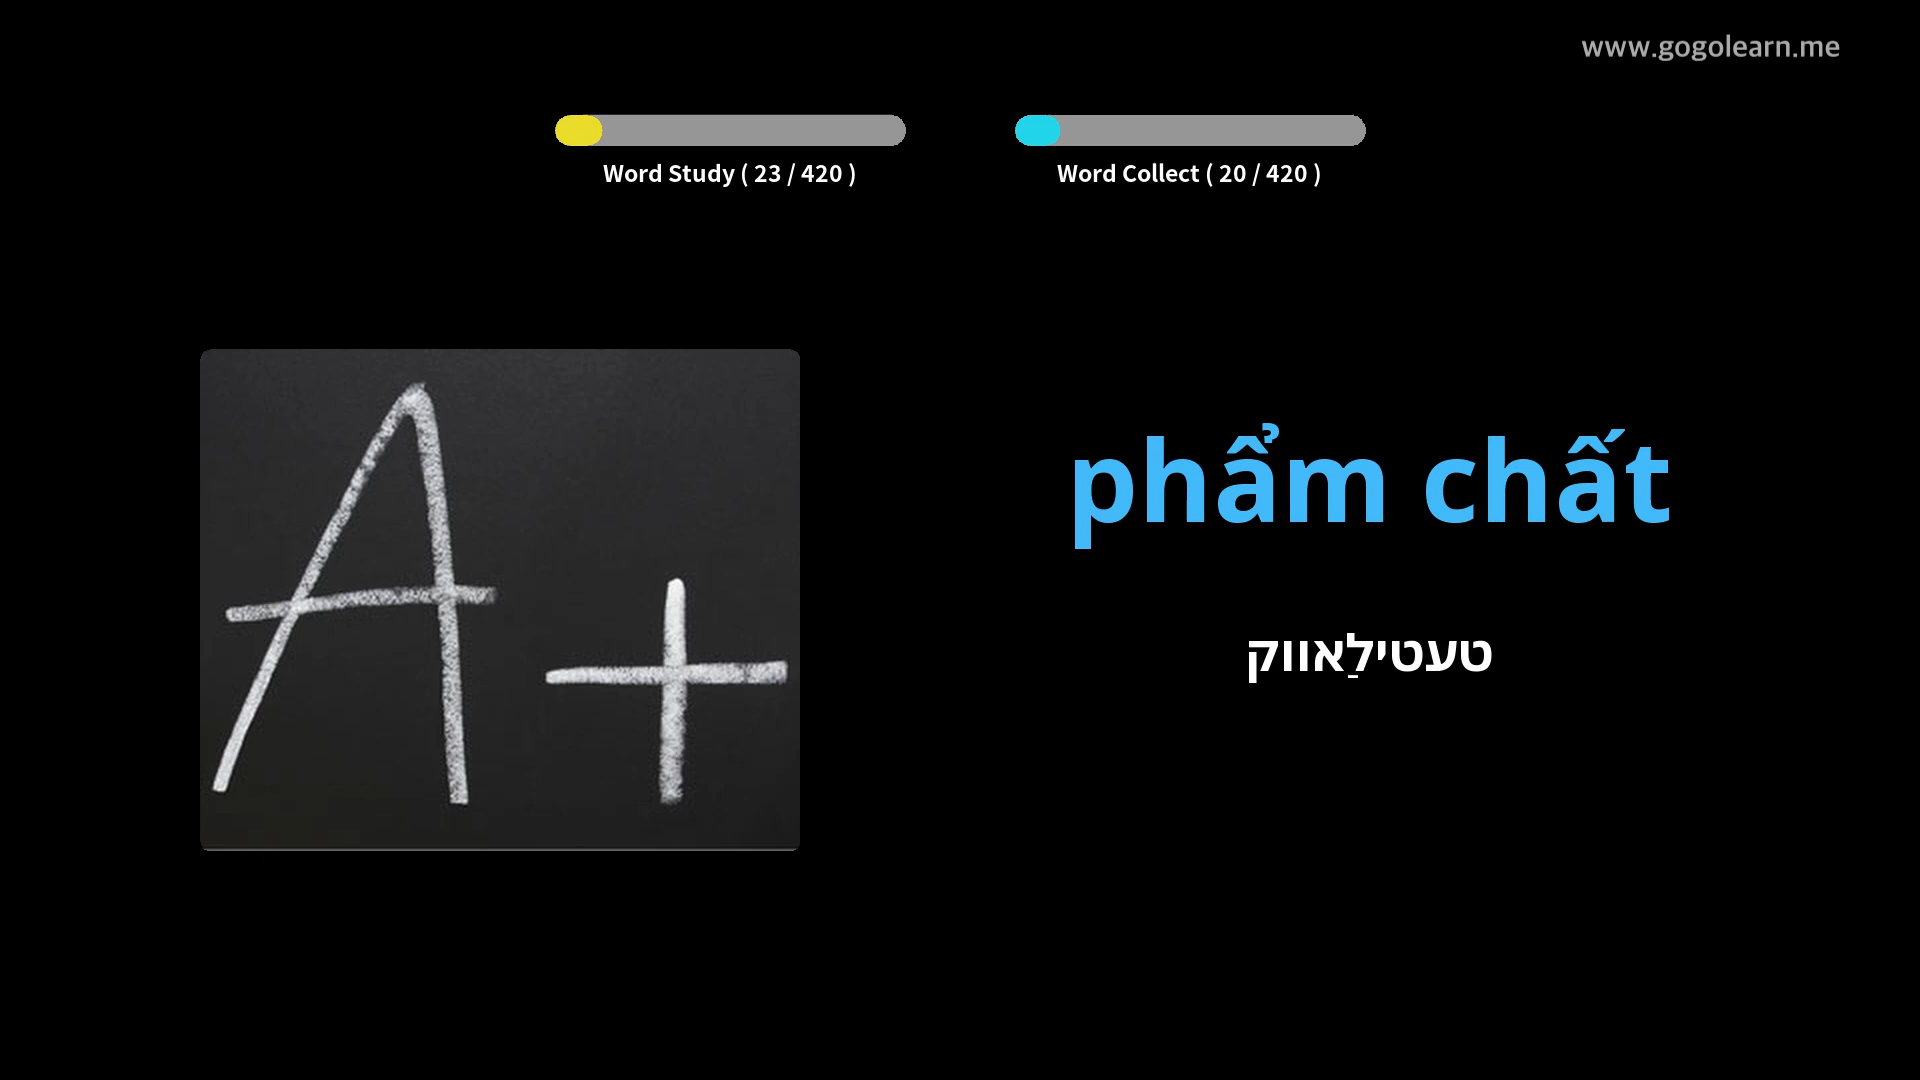 www.gogolearn.me
Word Study ( 23 / 420 )
Word Collect ( 20 / 420 )
A+
phẩm chất
טעטילַאווק